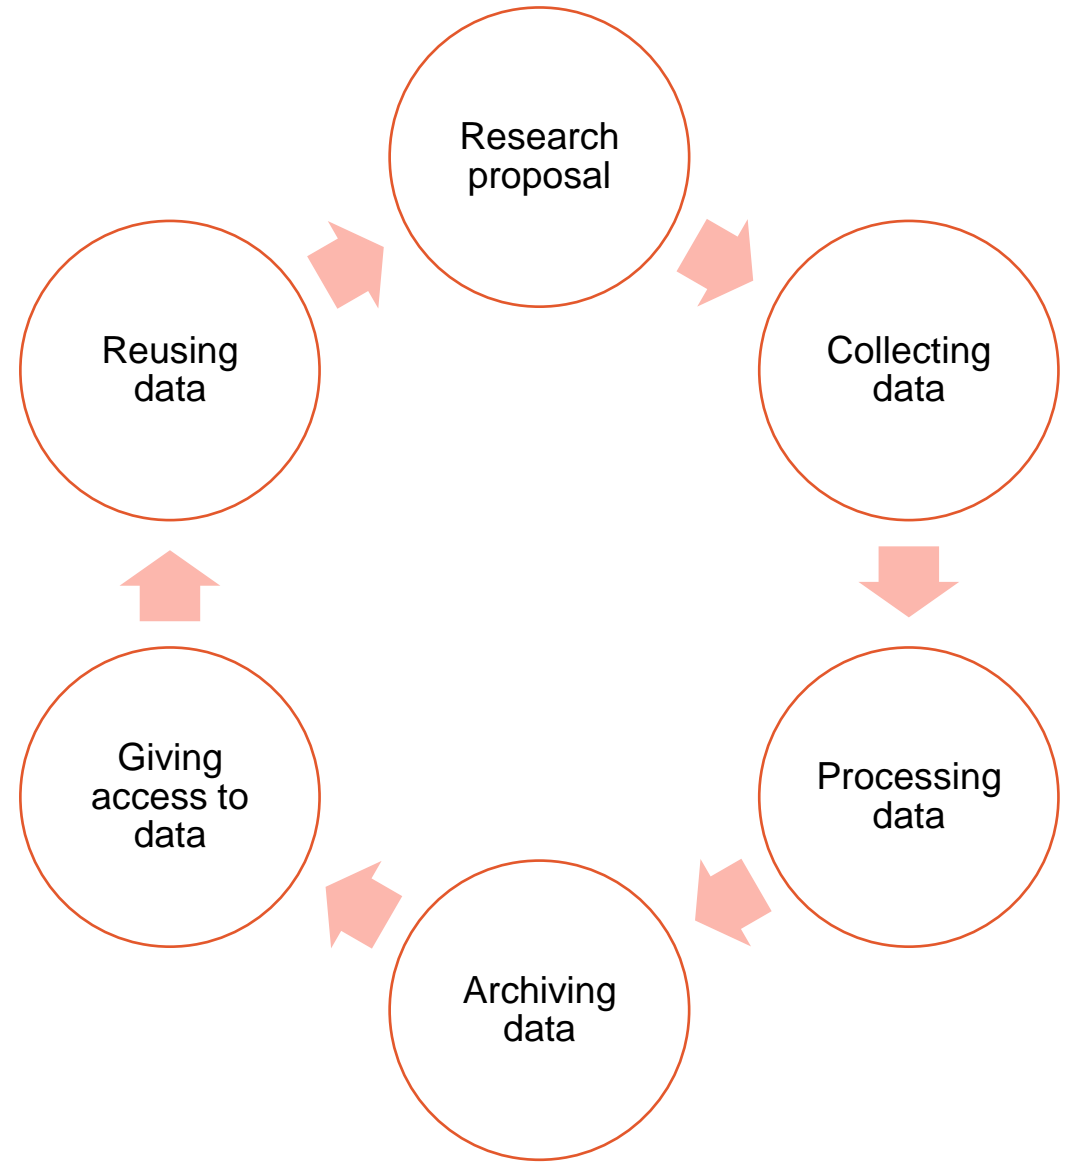 Research
proposal
Collecting
data
Processing
data
Archiving
data
Giving
access to
data
Reusing
data